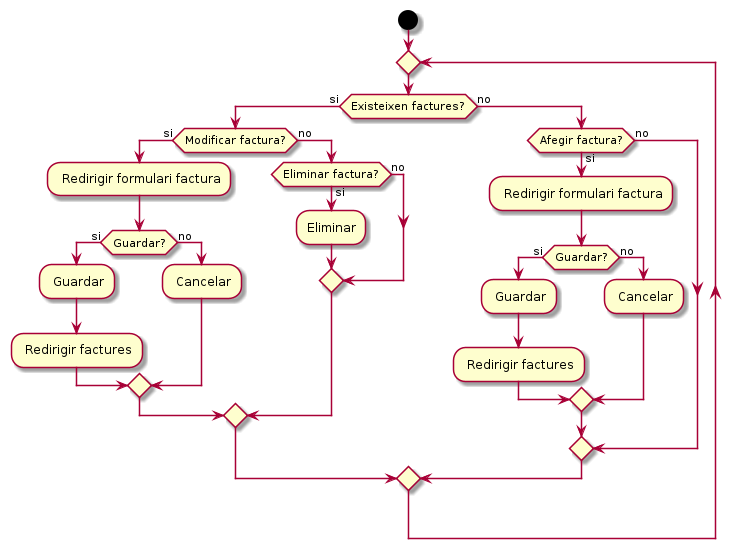 Existeixen factures?
si
no
Modificar factura?
si
no
Redirigir formulari factura
Guardar?
si
no
Guardar
Cancelar
Redirigir factures
Eliminar factura?
si
no
Eliminar
Afegir factura?
si
no
Redirigir formulari factura
Guardar?
si
no
Guardar
Cancelar
Redirigir factures